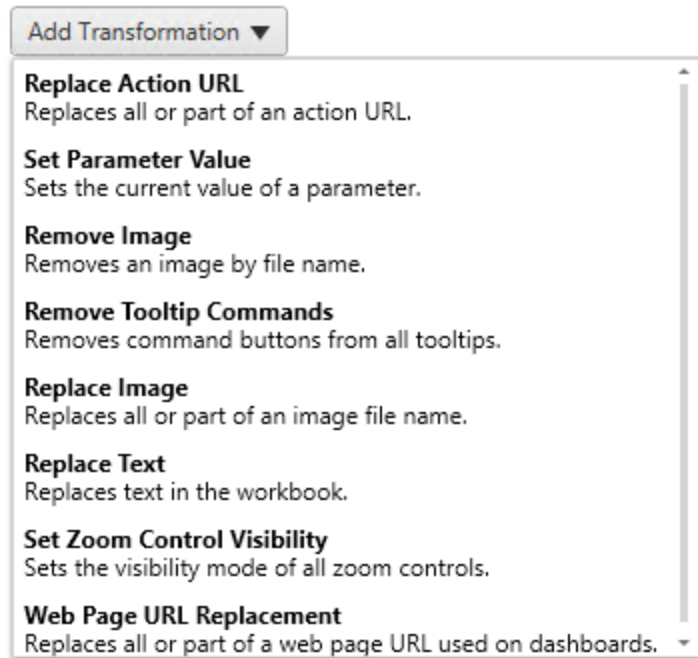 Add Transformation
Replace Action URL
Replaces all or part of an action URL.
Set Parameter Value
Sets the current value of a parameter.
Remove Image
Removes an image by file name.
Remove Tooltip Commands
Removes command buttons from all tooltips.
Replace Image
Replaces all or part of an image file name.
Replace Text
Replaces text in the workbook.
Set Zoom Control Visibility
Sets the visibility mode of all zoom controls.
Web Page URL Replacement
Replaces all or part of a web page URL used on dashboards.